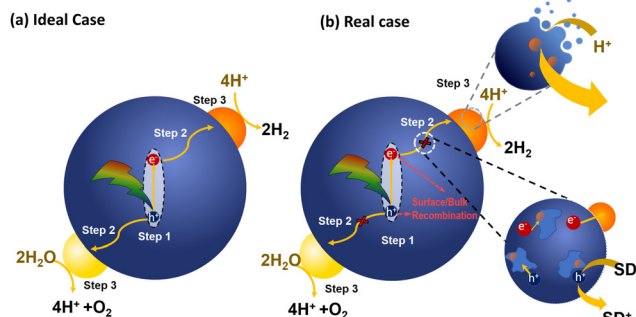 (a) Ideal Case
4H⁺
Step 3
Step 2
2H₂
e⁻
h⁺
Step 2
Step 1
2H₂O
Step 3
4H⁺ +O₂
(b) Real case
H⁺
Step 3
4H⁺
Step 2
2H₂
e⁻
Surface/Bulk
Recombination
h⁺
Step 2
Step 1
2H₂O
Step 3
4H⁺ +O₂
e⁻
e⁻
h⁺
h⁺
SD
SD⁺